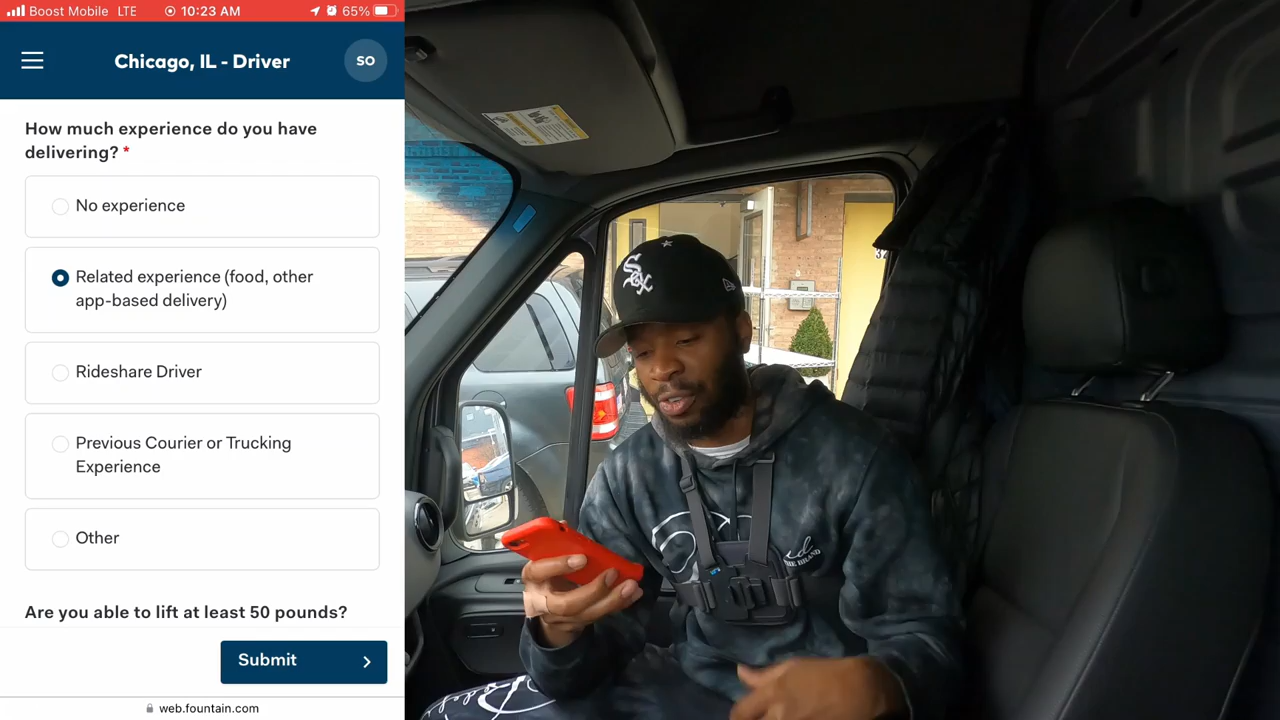 Boost Mobile LTE 10:23 AM 65%
Chicago, IL - Driver SO
How much experience do you have
delivering? *
No experience
Related experience (food, other
app-based delivery)
Rideshare Driver
Previous Courier or Trucking
Experience
Other
Are you able to lift at least 50 pounds?
Submit
web.fountain.com
Sox
THE BRAND